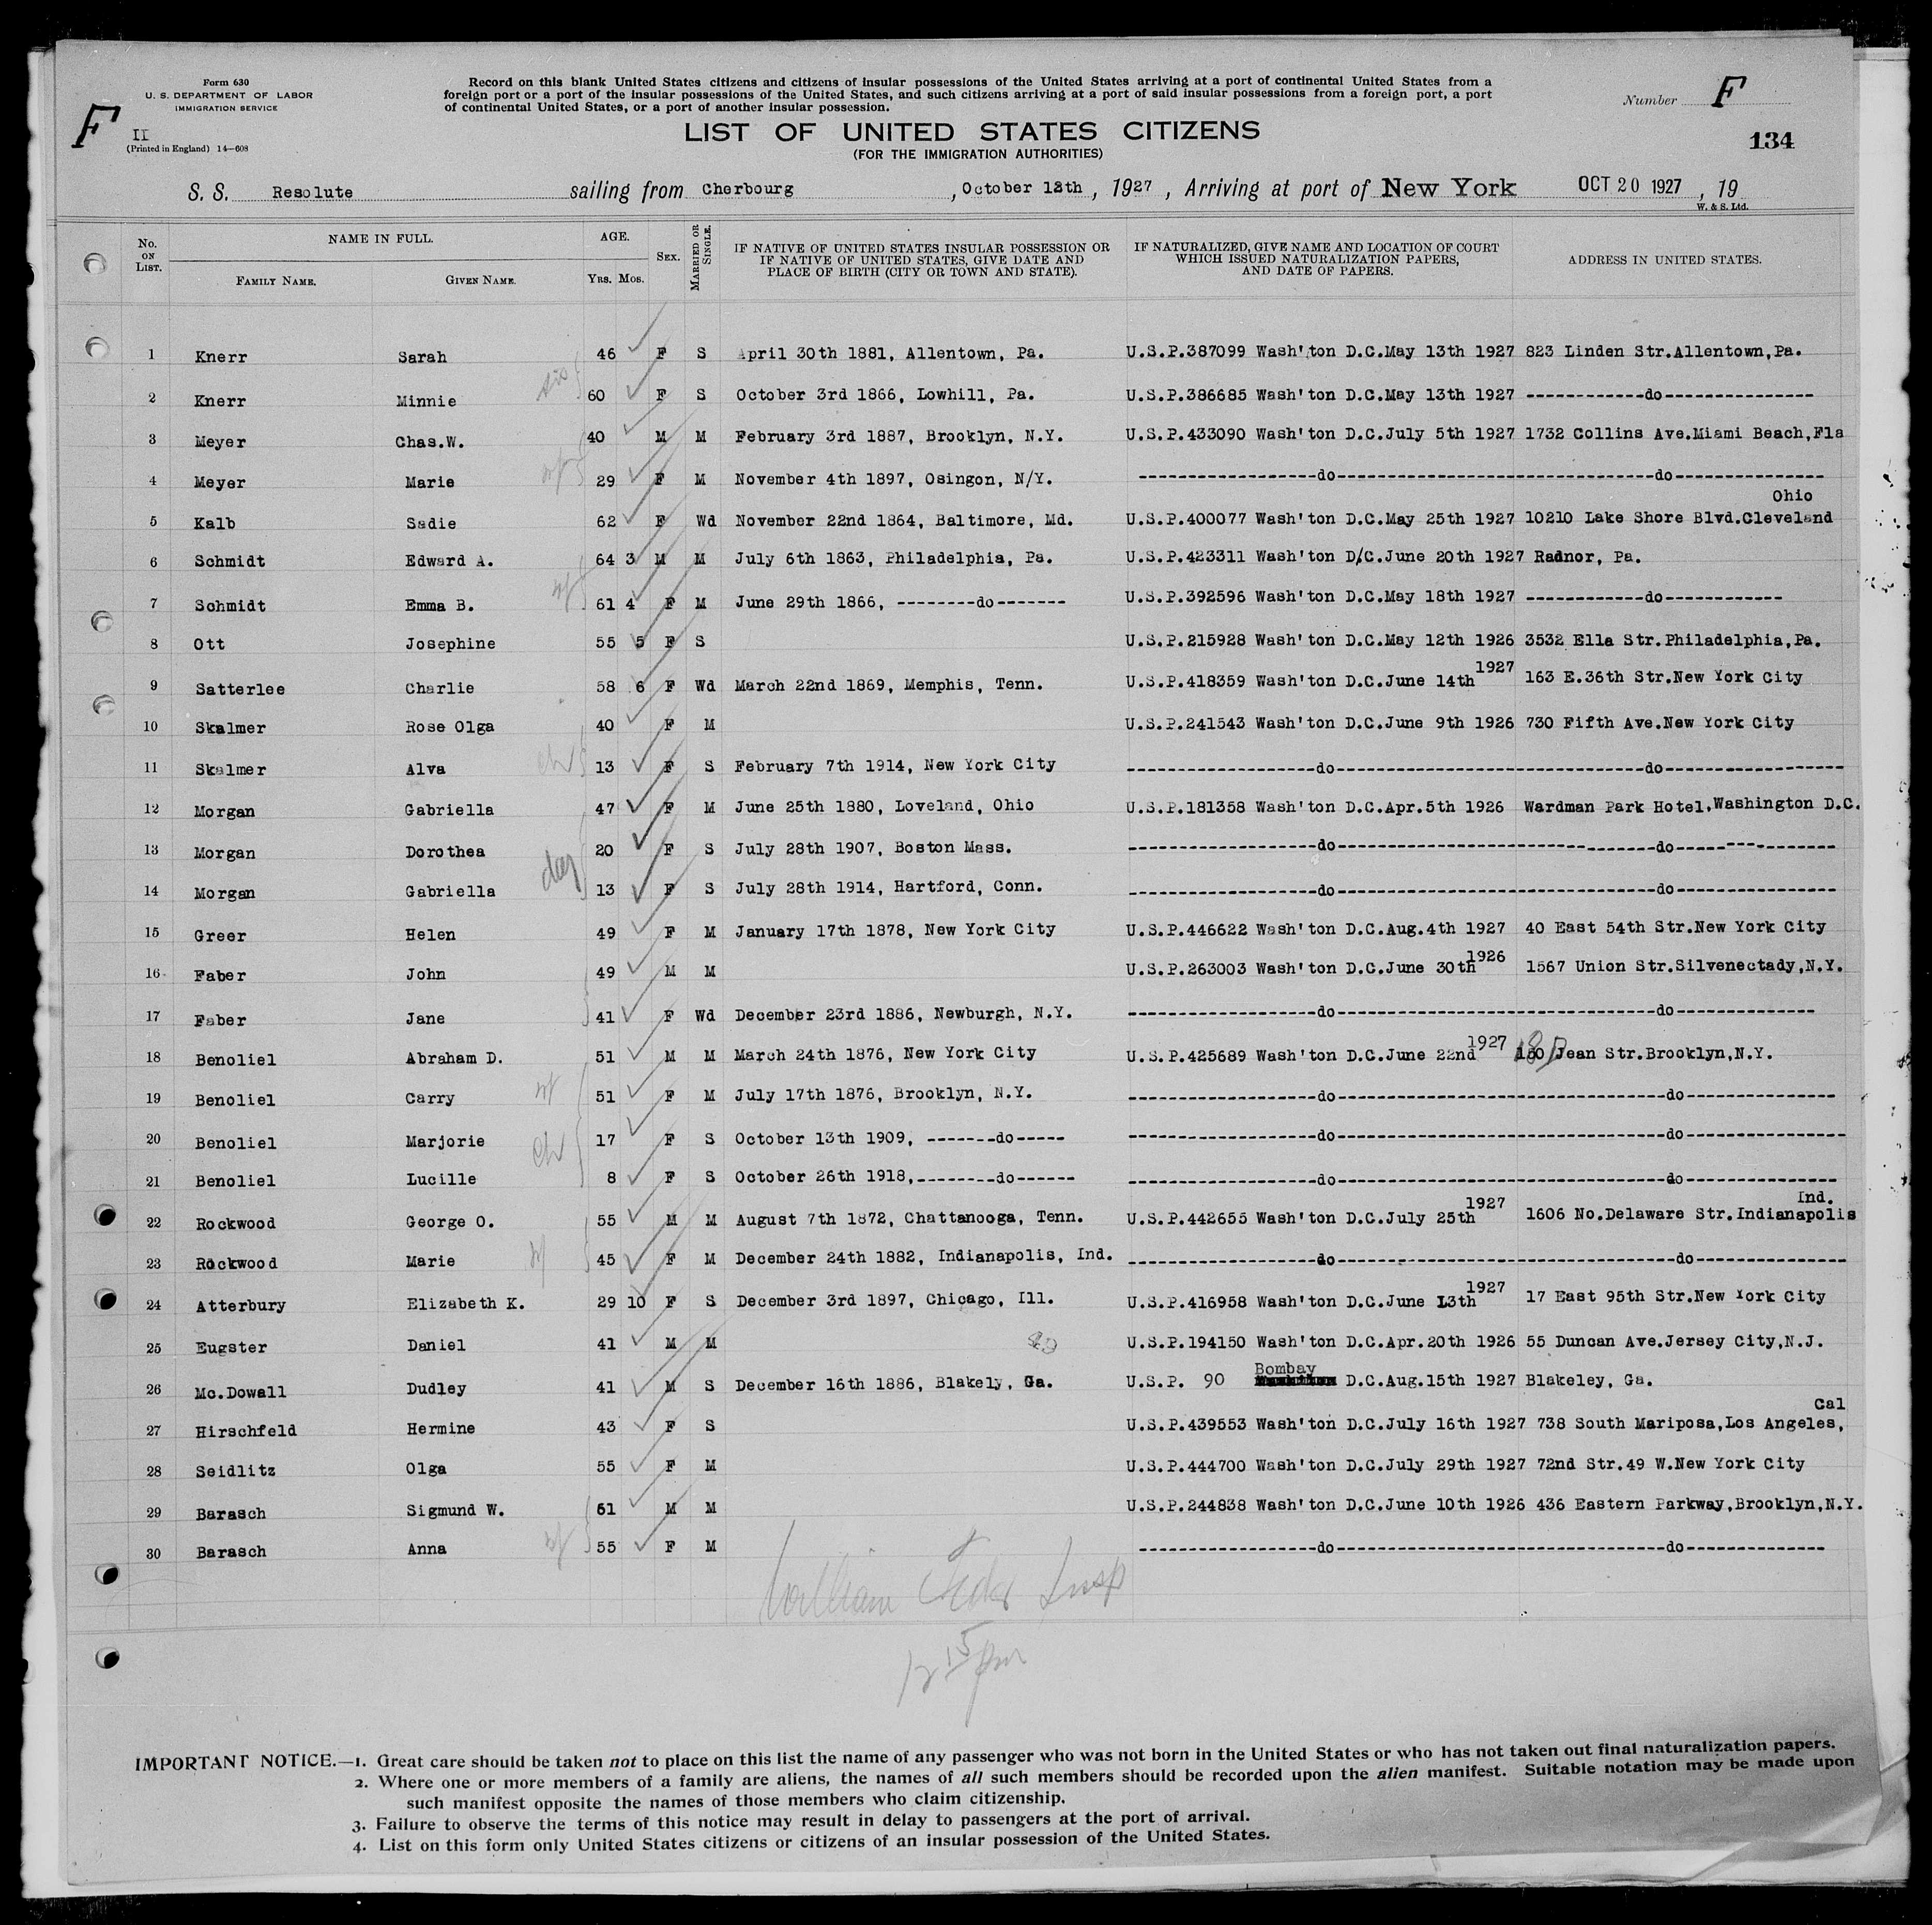 Form 630
U. S. DEPARTMENT OF LABOR
IMMIGRATION SERVICE
F
II
(Printed in England) 14—608
Record on this blank United States citizens and citizens of insular possessions of the United States arriving at a port of continental United States from a
foreign port or a port of the insular possessions of the United States, and such citizens arriving at a port of said insular possessions from a foreign port, a port
of continental United States, or a port of another insular possession.
Number F
134
LIST OF UNITED STATES CITIZENS
(FOR THE IMMIGRATION AUTHORITIES)
S. S. Resolute sailing from Cherbourg , October 12th , 1927 , Arriving at port of New York OCT 20 1927 , 19
W. & S. Ltd.
No. ON LIST. NAME IN FULL. FAMILY NAME. GIVEN NAME. AGE. YRS. MOS. SEX. MARRIED OR SINGLE. IF NATIVE OF UNITED STATES INSULAR POSSESSION OR IF NATIVE OF UNITED STATES, GIVE DATE AND PLACE OF BIRTH (CITY OR TOWN AND STATE). IF NATURALIZED, GIVE NAME AND LOCATION OF COURT WHICH ISSUED NATURALIZATION PAPERS, AND DATE OF PAPERS. ADDRESS IN UNITED STATES.
1 Knerr Sarah 46 F S April 30th 1881, Allentown, Pa. U.S.P.387099 Wash'ton D.C.May 13th 1927 823 Linden Str.Allentown,Pa.
2 Knerr Minnie sis 60 F S October 3rd 1866, Lowhill, Pa. U.S.P.386685 Wash'ton D.C.May 13th 1927 ------------do----------------
3 Meyer Chas.W. 40 M M February 3rd 1887, Brooklyn, N.Y. U.S.P.433090 Wash'ton D.C.July 5th 1927 1732 Collins Ave.Miami Beach,Fla
4 Meyer Marie wf 29 F M November 4th 1897, Osingon, N/Y. ------------------do--------------------------------do---------------
5 Kalb Sadie 62 F Wd November 22nd 1864, Baltimore, Md. U.S.P.400077 Wash'ton D.C.May 25th 1927 10210 Lake Shore Blvd.Cleveland Ohio
6 Schmidt Edward A. 64 3 M M July 6th 1863, Philadelphia, Pa. U.S.P.423311 Wash'ton D/C.June 20th 1927 Radnor, Pa.
7 Schmidt Emma B. wf 61 4 F M June 29th 1866, --------do------- U.S.P.392596 Wash'ton D.C.May 18th 1927 ------------do------------
8 Ott Josephine 55 5 F S U.S.P.215928 Wash'ton D.C.May 12th 1926 3532 Ella Str.Philadelphia,Pa.
9 Satterlee Charlie 58 6 F Wd March 22nd 1869, Memphis, Tenn. U.S.P.418359 Wash'ton D.C.June 14th 1927 163 E.36th Str.New York City
10 Skalmer Rose Olga 40 F M U.S.P.241543 Wash'ton D.C.June 9th 1926 730 Fifth Ave.New York City
11 Skalmer Alva ch 13 F S February 7th 1914, New York City -------------------do-------------------------------do------------------
12 Morgan Gabriella 47 F M June 25th 1880, Loveland, Ohio U.S.P.181358 Wash'ton D.C.Apr.5th 1926 Wardman Park Hotel,Washington D.C.
13 Morgan Dorothea 20 F S July 28th 1907, Boston Mass. -------------------do--------------------------------do----------------
14 Morgan Gabriella 13 F S July 28th 1914, Hartford, Conn. -------------------do--------------------------------do----------------
15 Greer Helen 49 F M January 17th 1878, New York City U.S.P.446622 Wash'ton D.C.Aug.4th 1927 40 East 54th Str.New York City
16 Faber John 49 M M U.S.P.263003 Wash'ton D.C.June 30th 1926 1567 Union Str.Silvenectady,N.Y.
17 Faber Jane 41 F Wd December 23rd 1886, Newburgh, N.Y. -------------------do--------------------------------do--------------
18 Benoliel Abraham D. 51 M M March 24th 1876, New York City U.S.P.425689 Wash'ton D.C.June 22nd 1927 Jean Str.Brooklyn,N.Y.
19 Benoliel Carry wf 51 F M July 17th 1876, Brooklyn, N.Y. -------------------do---------------------------------do---------------
20 Benoliel Marjorie ch 17 F S October 13th 1909, -------do----- -------------------do---------------------------------do----------------
21 Benoliel Lucille 8 F S October 26th 1918,--------do------ -------------------do---------------------------------do---------------
22 Rockwood George O. 55 M M August 7th 1872, Chattanooga, Tenn. U.S.P.442655 Wash'ton D.C.July 25th 1927 1606 No.Delaware Str.Indianapolis Ind.
23 Rockwood Marie wf 45 F M December 24th 1882, Indianapolis, Ind. -------------------do----------------------------------do---------------
24 Atterbury Elizabeth K. 29 10 F S December 3rd 1897, Chicago, Ill. U.S.P.416958 Wash'ton D.C.June 13th 1927 17 East 95th Str.New York City
25 Eugster Daniel 41 M M U.S.P.194150 Wash'ton D.C.Apr.20th 1926 55 Duncan Ave.Jersey City,N.J.
26 Mc.Dowall Dudley 41 M S December 16th 1886, Blakely, Ga. U.S.P. 90 Bombay D.C.Aug.15th 1927 Blakeley, Ga.
27 Hirschfeld Hermine 43 F S U.S.P.439553 Wash'ton D.C.July 16th 1927 738 South Mariposa,Los Angeles, Cal
28 Seidlitz Olga 55 F M U.S.P.444700 Wash'ton D.C.July 29th 1927 72nd Str.49 W.New York City
29 Barasch Sigmund W. 61 M M U.S.P.244838 Wash'ton D.C.June 10th 1926 436 Eastern Parkway,Brooklyn,N.Y.
30 Barasch Anna wf 55 F M ------------------do---------------------------------do--------------
William Insp
12 15 pm
IMPORTANT NOTICE.—1. Great care should be taken not to place on this list the name of any passenger who was not born in the United States or who has not taken out final naturalization papers.
2. Where one or more members of a family are aliens, the names of all such members should be recorded upon the alien manifest. Suitable notation may be made upon
such manifest opposite the names of those members who claim citizenship.
3. Failure to observe the terms of this notice may result in delay to passengers at the port of arrival.
4. List on this form only United States citizens or citizens of an insular possession of the United States.